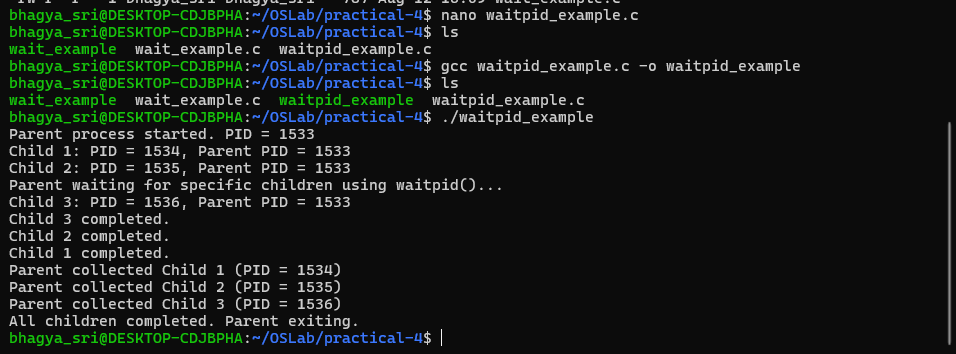 bhagya_sri@DESKTOP-CDJBPHA:~/OSLab/practical-4$ nano waitpid_example.c
bhagya_sri@DESKTOP-CDJBPHA:~/OSLab/practical-4$ ls
wait_example  wait_example.c  waitpid_example.c
bhagya_sri@DESKTOP-CDJBPHA:~/OSLab/practical-4$ gcc waitpid_example.c -o waitpid_example
bhagya_sri@DESKTOP-CDJBPHA:~/OSLab/practical-4$ ls
wait_example  wait_example.c  waitpid_example  waitpid_example.c
bhagya_sri@DESKTOP-CDJBPHA:~/OSLab/practical-4$ ./waitpid_example
Parent process started. PID = 1533
Child 1: PID = 1534, Parent PID = 1533
Child 2: PID = 1535, Parent PID = 1533
Parent waiting for specific children using waitpid()...
Child 3: PID = 1536, Parent PID = 1533
Child 3 completed.
Child 2 completed.
Child 1 completed.
Parent collected Child 1 (PID = 1534)
Parent collected Child 2 (PID = 1535)
Parent collected Child 3 (PID = 1536)
All children completed. Parent exiting.
bhagya_sri@DESKTOP-CDJBPHA:~/OSLab/practical-4$